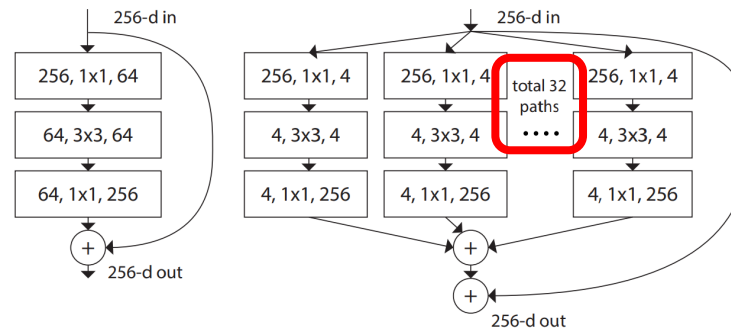 256-d in
256, 1x1, 64
64, 3x3, 64
64, 1x1, 256
+
256-d out
256-d in
256, 1x1, 4
256, 1x1, 4
total 32
paths
....
256, 1x1, 4
4, 3x3, 4
4, 3x3, 4
4, 3x3, 4
4, 1x1, 256
4, 1x1, 256
4, 1x1, 256
+
+
256-d out